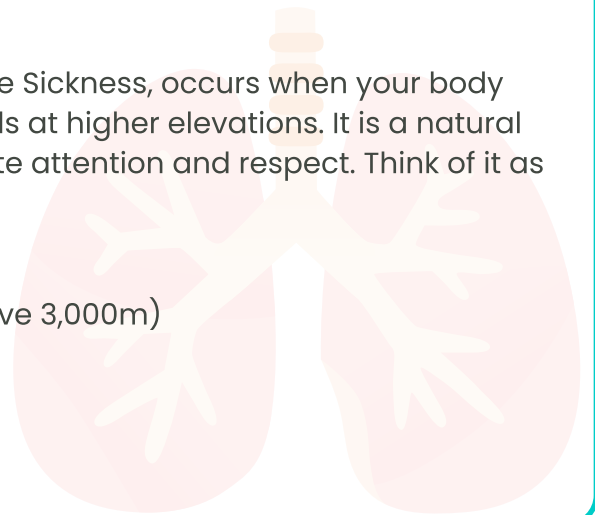 e Sickness, occurs when your body
ls at higher elevations. It is a natural
te attention and respect. Think of it as
ve 3,000m)